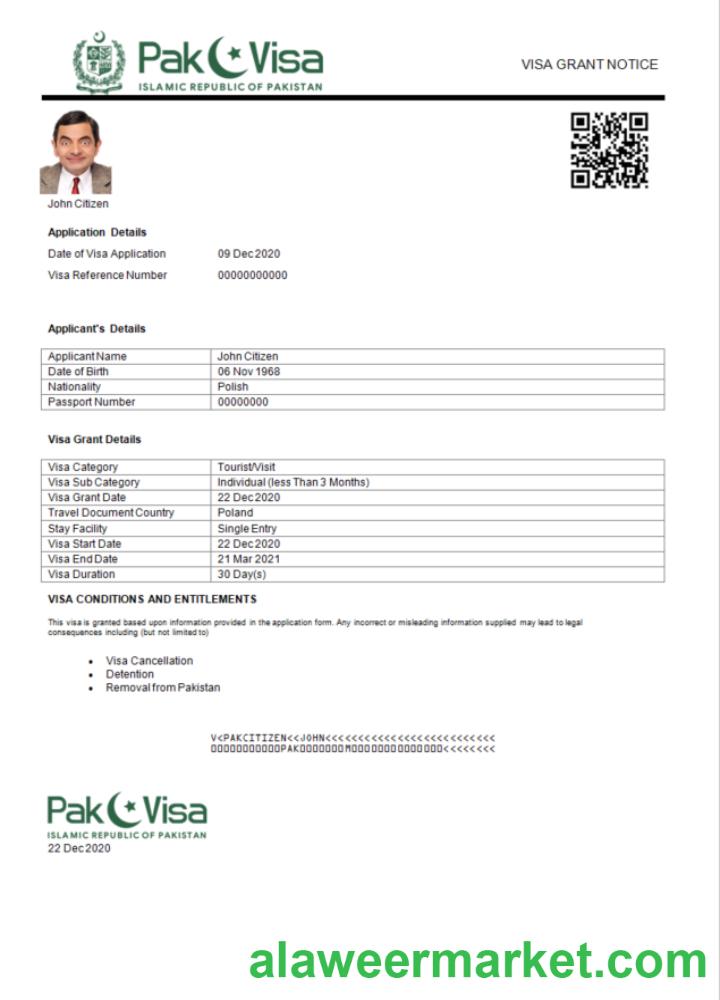 Pak Visa
ISLAMIC REPUBLIC OF PAKISTAN
VISA GRANT NOTICE
John Citizen
Application Details
Date of Visa Application 09 Dec 2020
Visa Reference Number 00000000000
Applicant's Details
Applicant Name John Citizen
Date of Birth 06 Nov 1968
Nationality Polish
Passport Number 00000000
Visa Grant Details
Visa Category Tourist/Visit
Visa Sub Category Individual (less Than 3 Months)
Visa Grant Date 22 Dec 2020
Travel Document Country Poland
Stay Facility Single Entry
Visa Start Date 22 Dec 2020
Visa End Date 21 Mar 2021
Visa Duration 30 Day(s)
VISA CONDITIONS AND ENTITLEMENTS
This visa is granted based upon information provided in the application form. Any incorrect or misleading information supplied may lead to legal
consequences including (but not limited to)
• Visa Cancellation
• Detention
• Removal from Pakistan
V<PAKCITIZEN<<JOHN<<<<<<<<<<<<<<<<<<<<<<<<<<
00000000000PAK0000000M00000000000000<<<<<<<<
Pak Visa
ISLAMIC REPUBLIC OF PAKISTAN
22 Dec 2020
alaweermarket.com